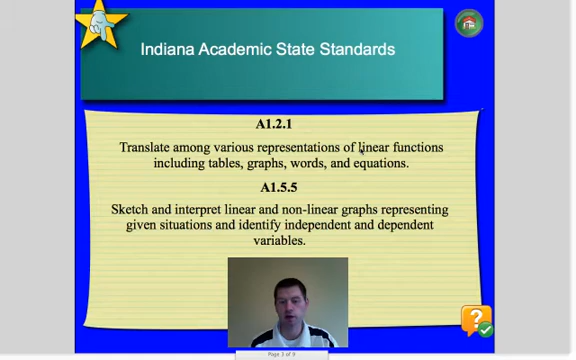 Indiana Academic State Standards
A1.2.1
Translate among various representations of linear functions
including tables, graphs, words, and equations.
A1.5.5
Sketch and interpret linear and non-linear graphs representing
given situations and identify independent and dependent
variables.
?
Page 3 of 9